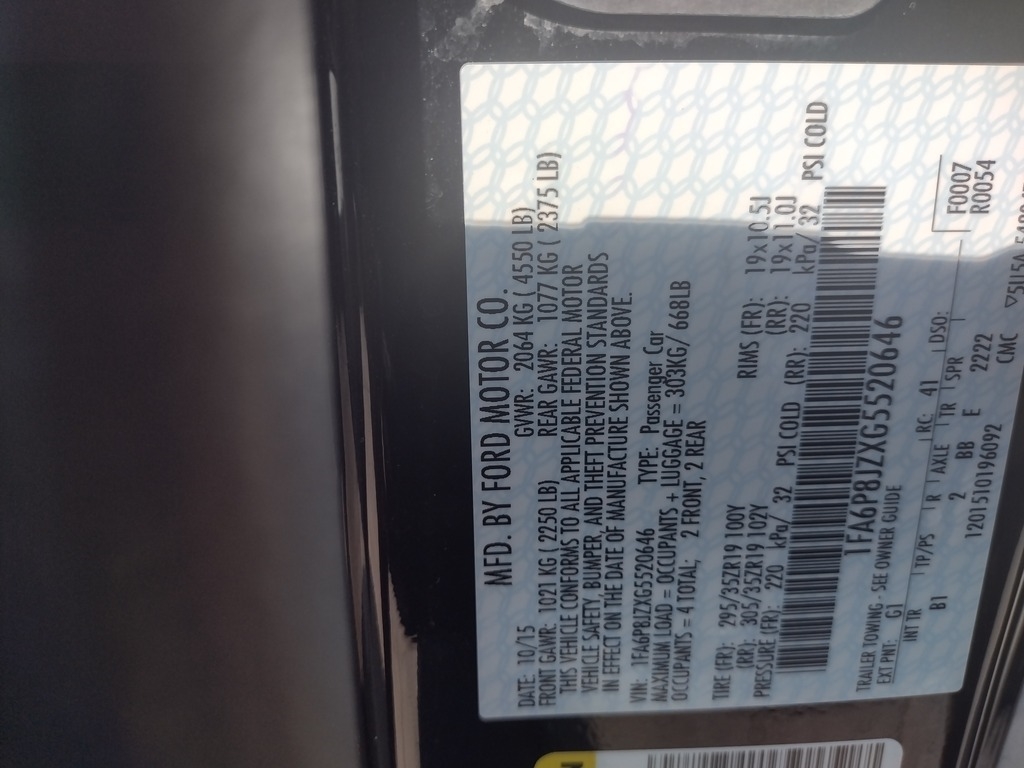 MFD. BY FORD MOTOR CO.
DATE: 10/15 GVWR: 2064 KG ( 4550 LB)
FRONT GAWR: 1021 KG ( 2250 LB) REAR GAWR: 1077 KG ( 2375 LB)
THIS VEHICLE CONFORMS TO ALL APPLICABLE FEDERAL MOTOR
VEHICLE SAFETY, BUMPER, AND THEFT PREVENTION STANDARDS
IN EFFECT ON THE DATE OF MANUFACTURE SHOWN ABOVE.
VIN: 1FA6P8JZXG5520646 TYPE: Passenger Car
MAXIMUM LOAD = OCCUPANTS + LUGGAGE = 303KG/ 668LB
OCCUPANTS = 4 TOTAL; 2 FRONT, 2 REAR
TIRE (FR): 295/35ZR19 100Y RIMS (FR): 19x10.5J
(RR): 305/35ZR19 102Y (RR): 19x11.0J
PRESSURE (FR): 220 kPa/ 32 PSI COLD (RR): 220 kPa/ 32 PSI COLD
1FA6P8JZXG5520646
TRAILER TOWING - SEE OWNER GUIDE
EXT PNT: G1 RC: 41 DSO: F0007
INT TR TP/PS R AXLE TR SPR R0054
B1 2 BB E 2222
12015101196092 CMC